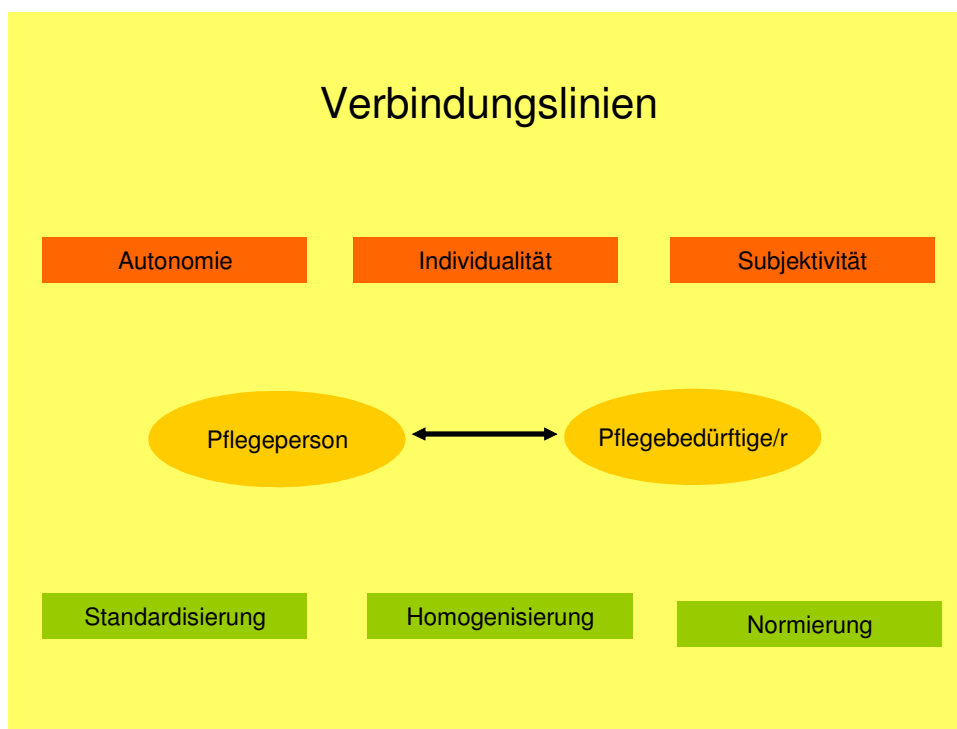 Verbindungslinien
Autonomie
Individualität
Subjektivität
Pflegeperson
Pflegebedürftige/r
Standardisierung
Homogenisierung
Normierung